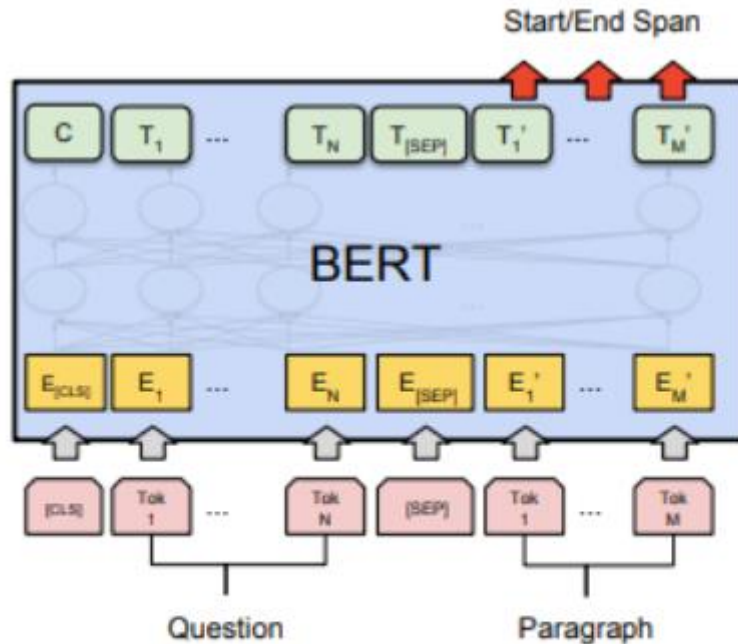 Start/End Span
C T1 ... TN T[SEP] T1' ... TM'
...
BERT
...
E[CLS] E1 ... EN E[SEP] E1' ... EM'
[CLS] Tok 1 ... Tok N [SEP] Tok 1 ... Tok M
Question Paragraph